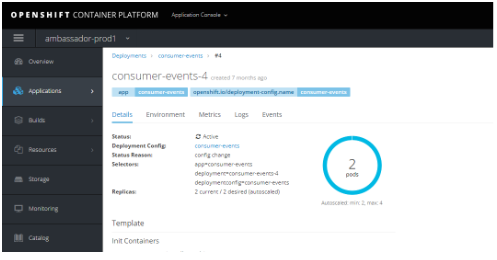 OPENSHIFT CONTAINER PLATFORM Application Console
ambassador-prod1
Overview
Applications
Builds
Resources
Storage
Monitoring
Catalog
Deployments › consumer-events › #4
consumer-events-4 created 7 months ago
app consumer-events openshift.io/deployment-config.name consumer-events
Details Environment Metrics Logs Events
Status: Active
Deployment Config: consumer-events
Status Reason: config change
Selectors: app=consumer-events
deployment=consumer-events-4
deploymentconfig=consumer-events
Replicas: 2 current / 2 desired (autoscaled)
2
pods
Autoscaled: min: 2, max: 4
Template
Init Containers